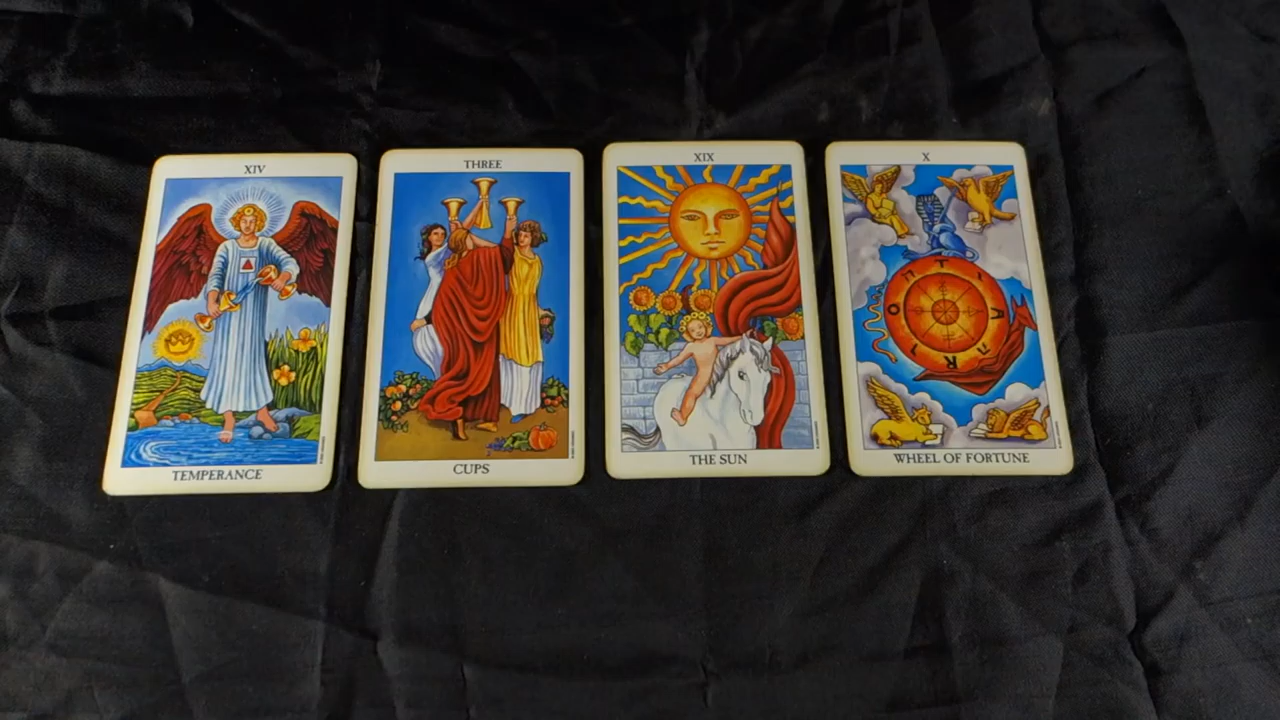 XIV
TEMPERANCE
THREE
CUPS
XIX
THE SUN
X
T
A
R
O
WHEEL OF FORTUNE